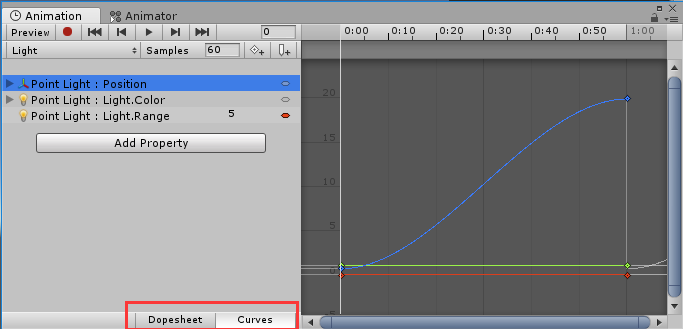 Animation Animator
Preview 0 0:00 0:10 0:20 0:30 0:40 0:50 1:00
Light Samples 60
Point Light : Position
Point Light : Light.Color
Point Light : Light.Range 5
Add Property
20
15
10
5
0
Dopesheet Curves